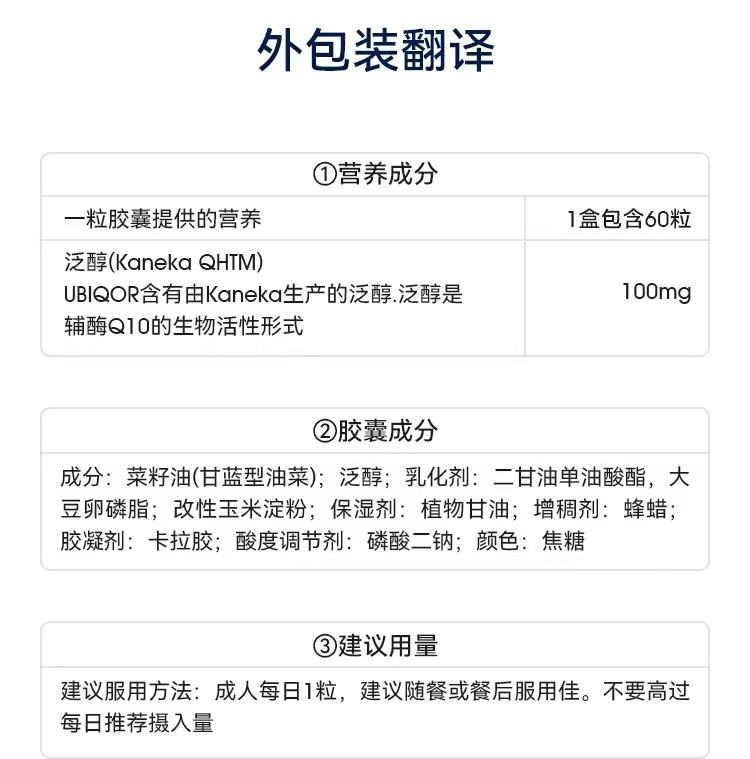 外包装翻译
①营养成分
一粒胶囊提供的营养
1盒包含60粒
泛醇(Kaneka QHTM)
UBIQOR含有由Kaneka生产的泛醇.泛醇是
辅酶Q10的生物活性形式
100mg
②胶囊成分
成分：菜籽油(甘蓝型油菜)；泛醇；乳化剂：二甘油单油酸酯，大
豆卵磷脂；改性玉米淀粉；保湿剂：植物甘油；增稠剂：蜂蜡；
胶凝剂：卡拉胶；酸度调节剂：磷酸二钠；颜色：焦糖
③建议用量
建议服用方法：成人每日1粒，建议随餐或餐后服用佳。不要高过
每日推荐摄入量